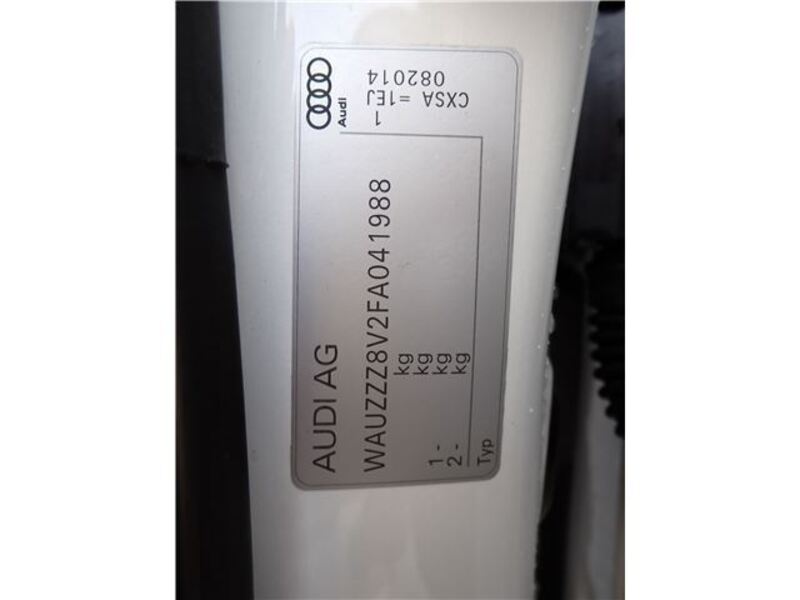 AUDI AG
WAUZZZ8V2FA041988
kg
kg
1 - kg
2 - kg
Typ
Audi
1
CXSA =1EJ
082014